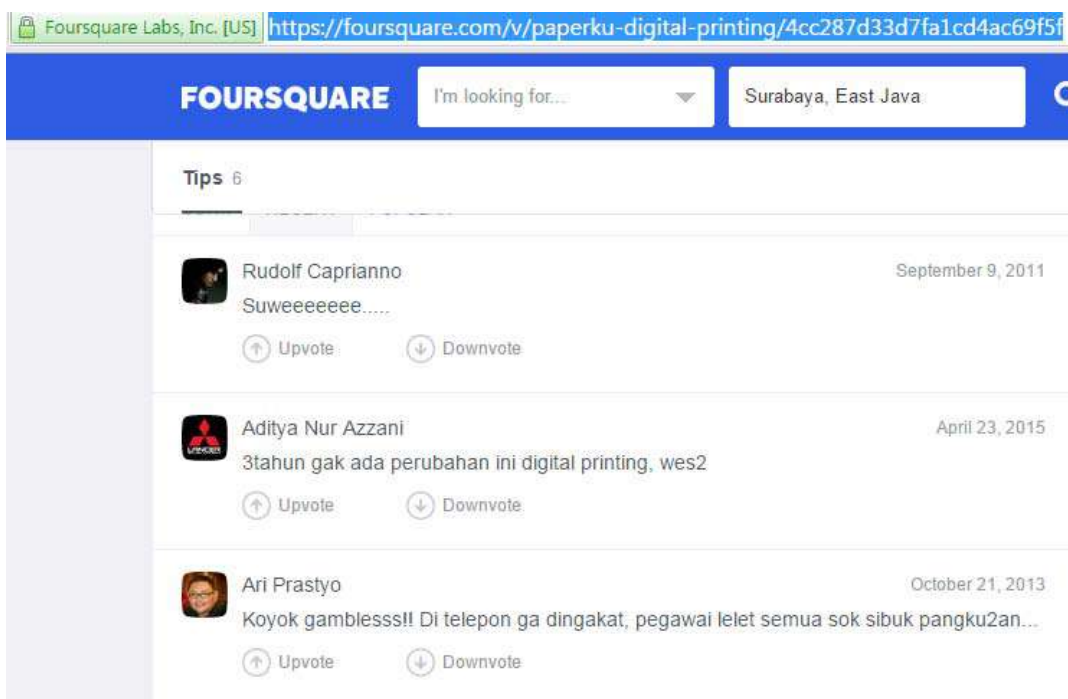 Foursquare Labs, Inc. [US] https://foursquare.com/v/paperku-digital-printing/4cc287d33d7fa1cd4ac69f5f
FOURSQUARE I'm looking for... Surabaya, East Java
Tips 6
Rudolf Caprianno September 9, 2011
Suweeeeeee.....
Upvote Downvote
Aditya Nur Azzani April 23, 2015
3tahun gak ada perubahan ini digital printing, wes2
Upvote Downvote
Ari Prastyo October 21, 2013
Koyok gamblesss!! Di telepon ga dingakat, pegawai lelet semua sok sibuk pangku2an...
Upvote Downvote